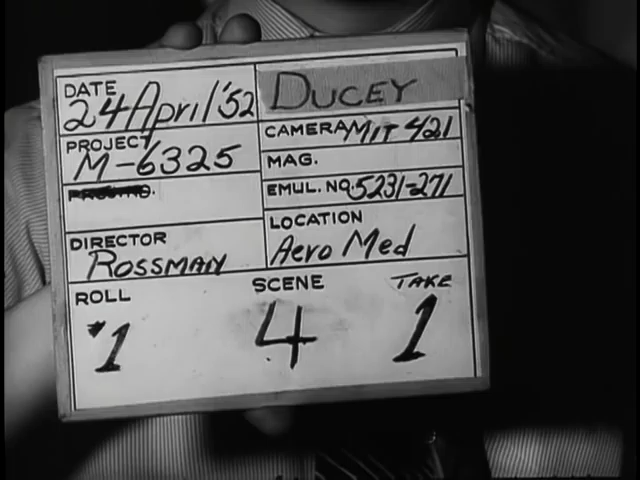 DATE
24 April '52
DUCEY
CAMERA Mit 421
PROJECT
M-6325
MAG.
EMUL. NO. 5231-271
LOCATION
Aero Med
DIRECTOR
ROSSMAN
ROLL
SCENE
TAKE
#1
4
1